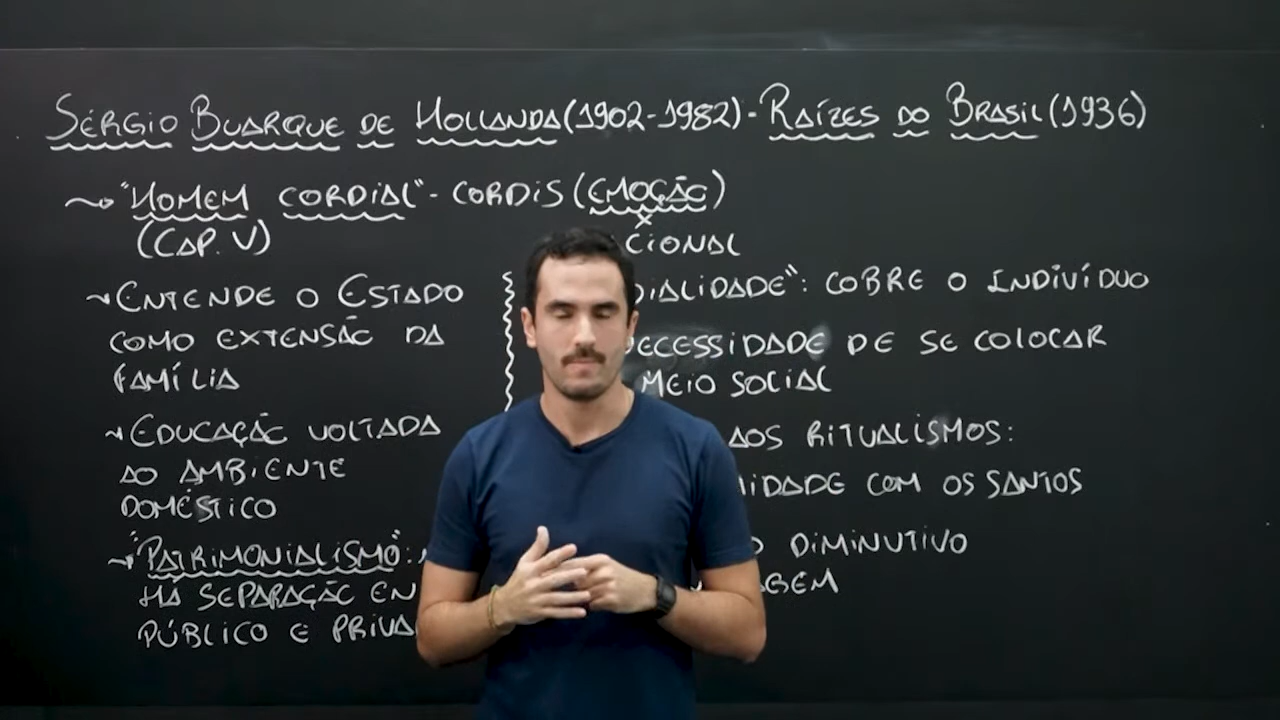 SÉRGIO BUARQUE DE HOLLANDA (1902-1982) - RAÍZES DO BRASIL (1936)
"HOMEM CORDIAL" - CORDIS (EMOÇÃO)
(CAP. V)
X
CIONAL
ENTENDE O ESTADO
COMO EXTENSÃO DA
FAMÍLIA
EDUCAÇÃO VOLTADA
AO AMBIENTE
DOMÉSTICO
"PATRIMONIALISMO":
HÁ SEPARAÇÃO EN
PÚBLICO E PRIVA
DIALIDADE": COBRE O INDIVÍDUO
ECESSIDADE DE SE COLOCAR
MEIO SOCIAL
AOS RITUALISMOS:
IDADE COM OS SANTOS
O DIMINUTIVO
GEM